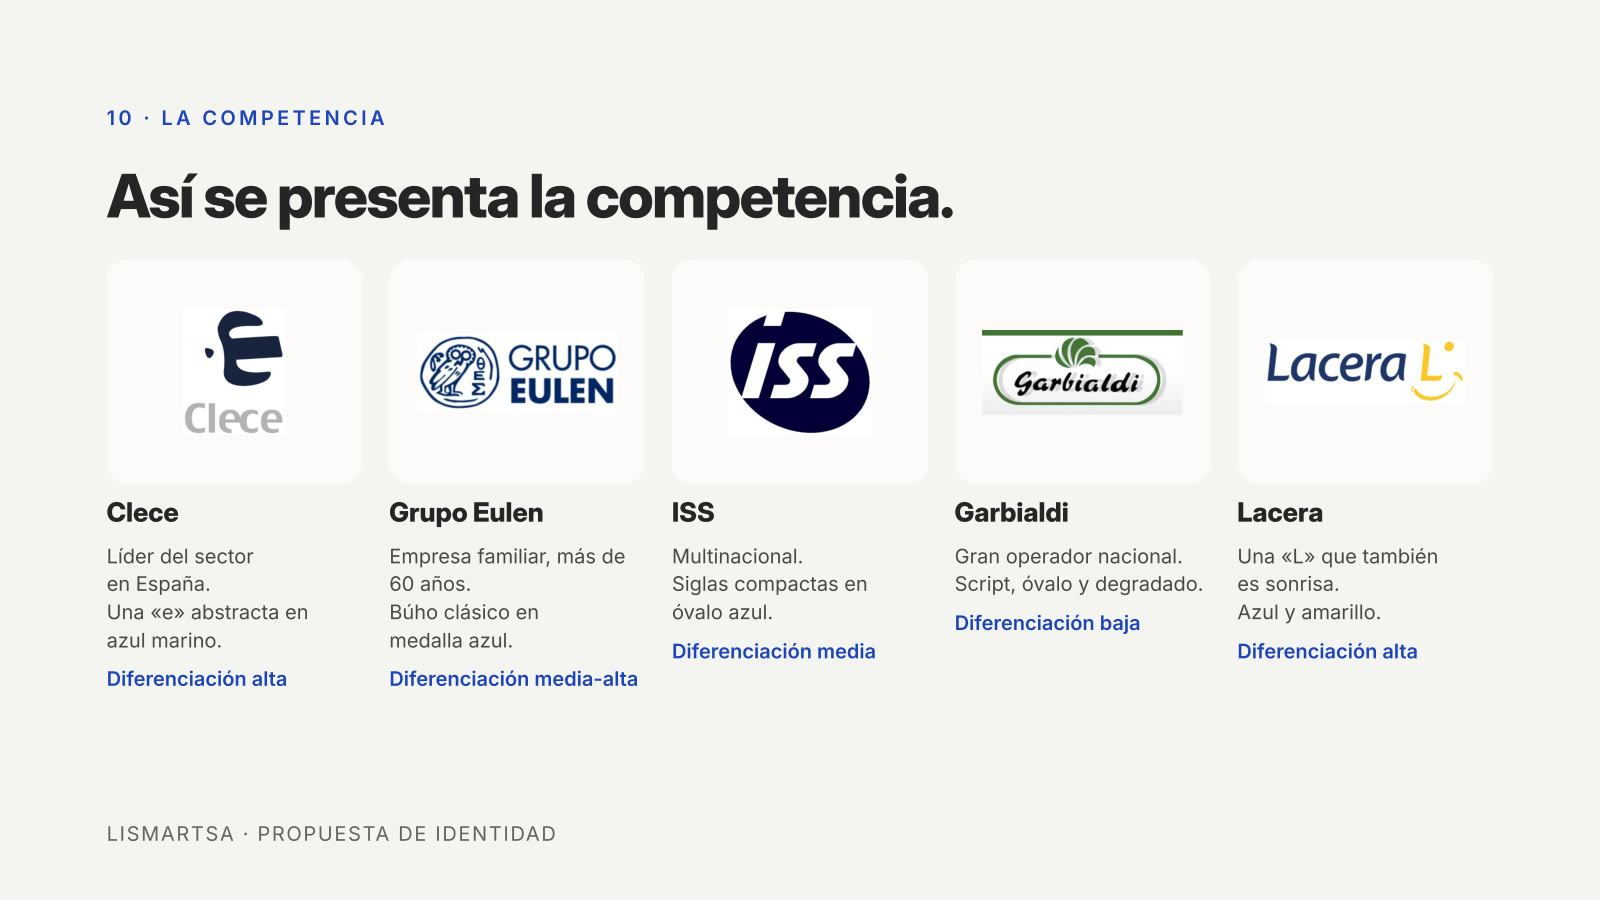 10 · LA COMPETENCIA
Así se presenta la competencia.
Clece
GRUPO
EULEN
ISS
Garbialdi
Lacera L
Clece
Líder del sector
en España.
Una «e» abstracta en
azul marino.
Diferenciación alta
Grupo Eulen
Empresa familiar, más de
60 años.
Búho clásico en
medalla azul.
Diferenciación media-alta
ISS
Multinacional.
Siglas compactas en
óvalo azul.
Diferenciación media
Garbialdi
Gran operador nacional.
Script, óvalo y degradado.
Diferenciación baja
Lacera
Una «L» que también
es sonrisa.
Azul y amarillo.
Diferenciación alta
LISMARTSA · PROPUESTA DE IDENTIDAD